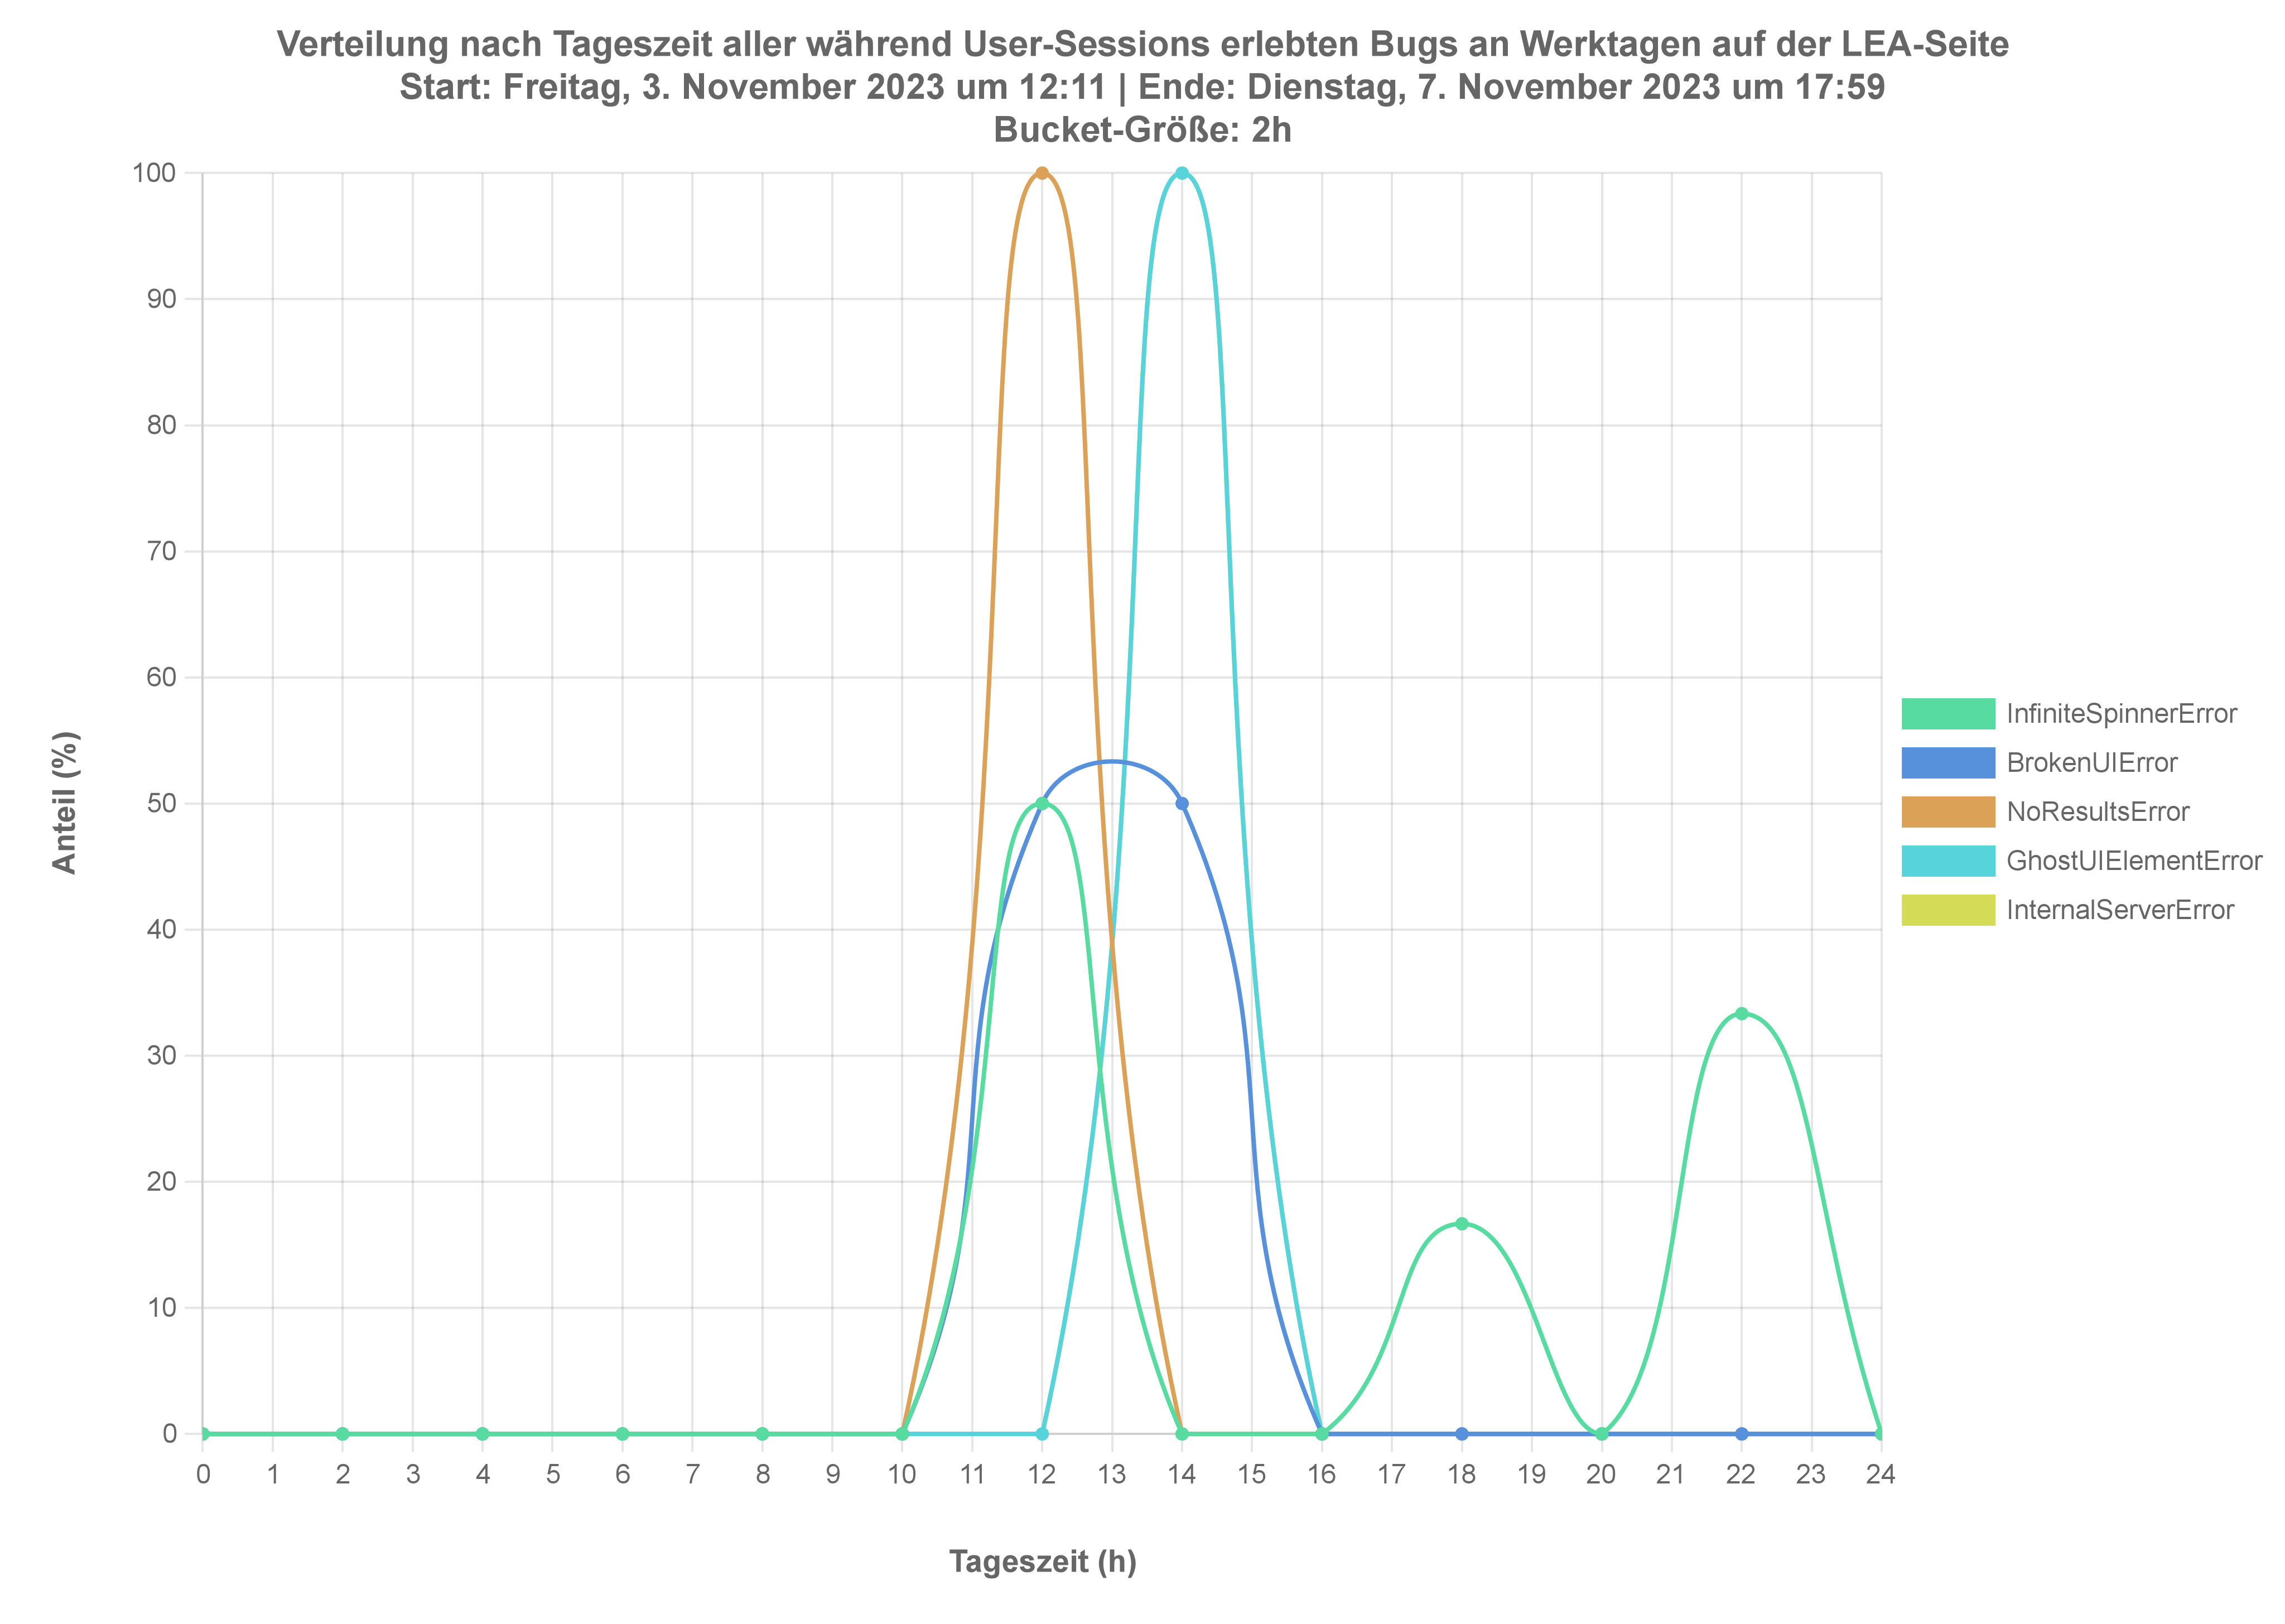 Verteilung nach Tageszeit aller während User-Sessions erlebten Bugs an Werktagen auf der LEA-Seite
Start: Freitag, 3. November 2023 um 12:11 | Ende: Dienstag, 7. November 2023 um 17:59
Bucket-Größe: 2h
100
90
80
70
60
50
40
30
20
10
0
Anteil (%)
0 1 2 3 4 5 6 7 8 9 10 11 12 13 14 15 16 17 18 19 20 21 22 23 24
Tageszeit (h)
InfiniteSpinnerError
BrokenUIError
NoResultsError
GhostUIElementError
InternalServerError